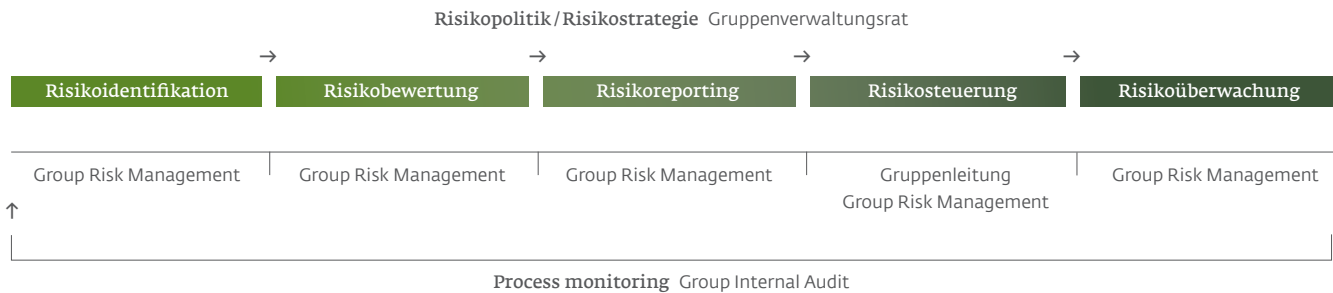 Risikopolitik/Risikostrategie Gruppenverwaltungsrat
→ → → →
Risikoidentifikation Risikobewertung Risikoreporting Risikosteuerung Risikoüberwachung
Group Risk Management Group Risk Management Group Risk Management Gruppenleitung Group Risk Management
Group Risk Management
↑
Process monitoring Group Internal Audit